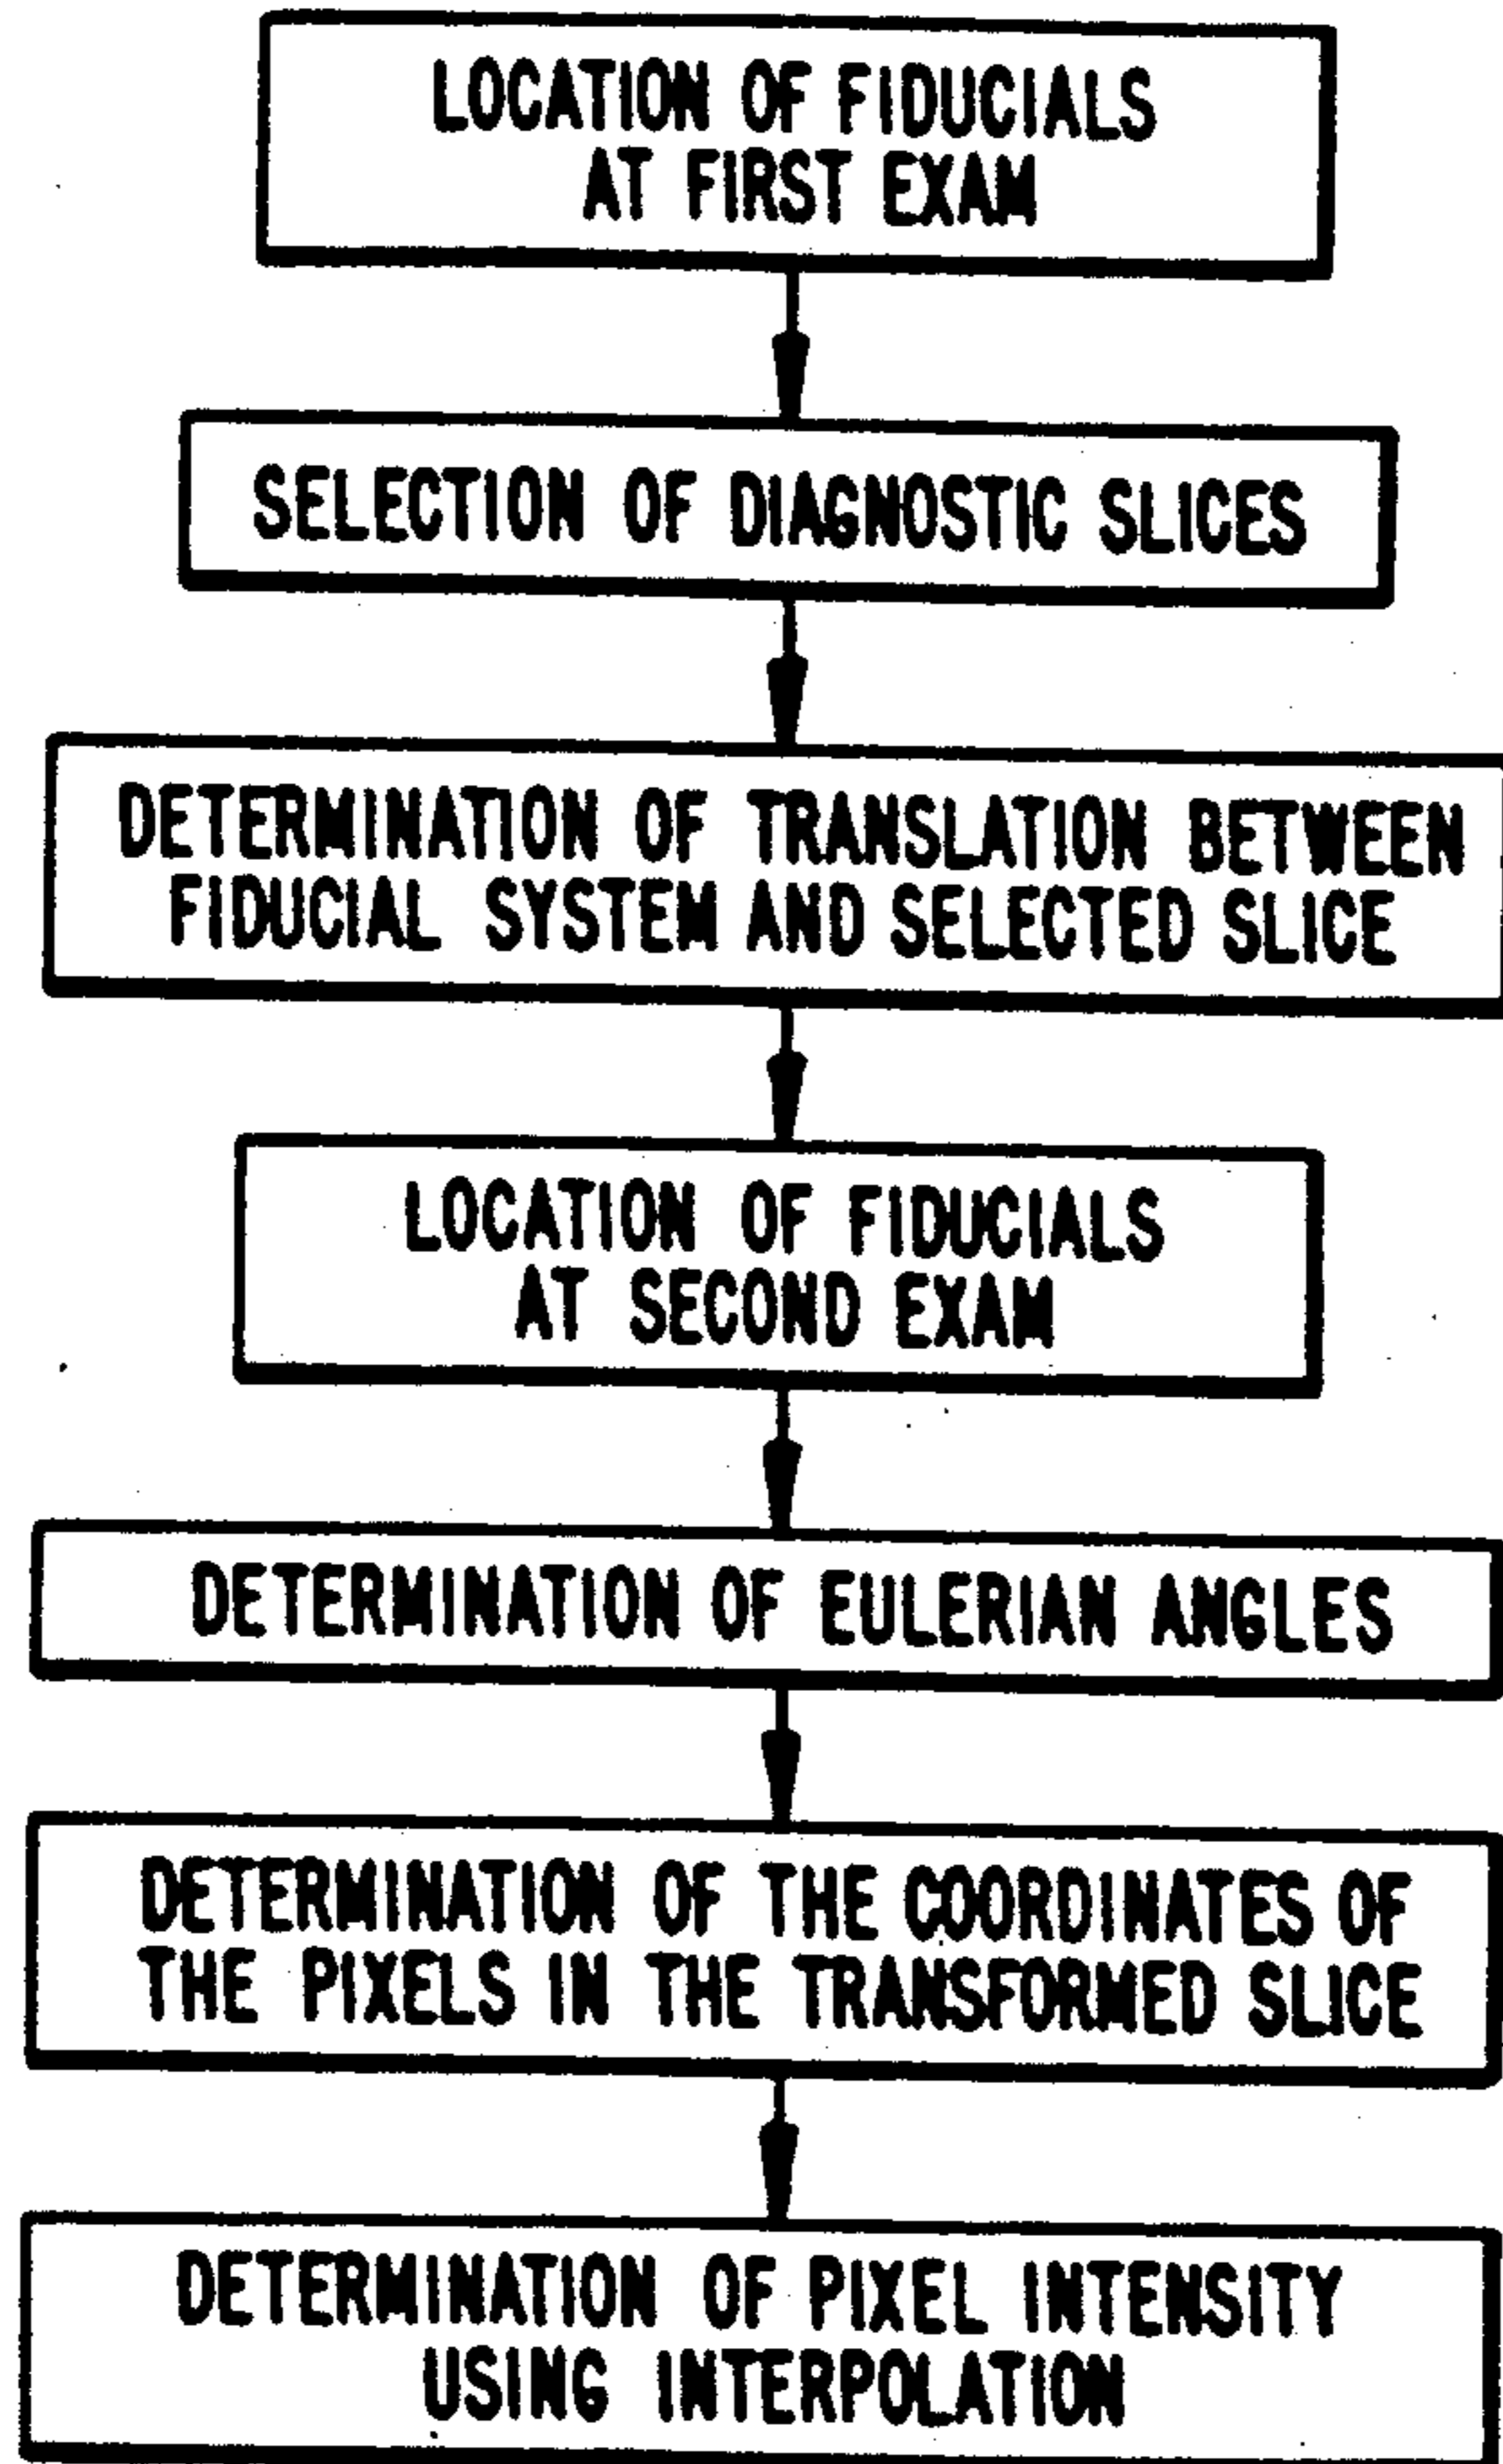 LOCATION OF FIDUCIALS
AT FIRST EXAM
SELECTION OF DIAGNOSTIC SLICES
DETERMINATION OF TRANSLATION BETWEEN
FIDUCIAL SYSTEM AND SELECTED SLICE
LOCATION OF FIDUCIALS
AT SECOND EXAM
DETERMINATION OF EULERIAN ANGLES
DETERMINATION OF THE COORDINATES OF
THE PIXELS IN THE TRANSFORMED SLICE
DETERMINATION OF PIXEL INTENSITY
USING INTERPOLATION